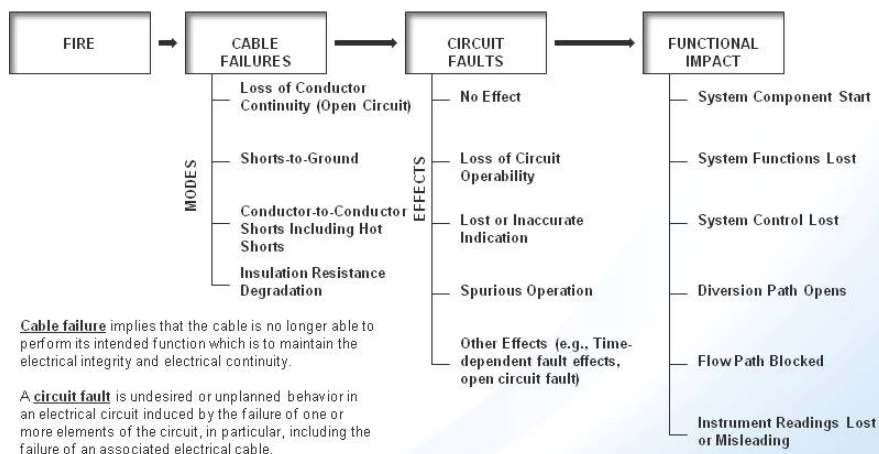 FIRE
CABLE
FAILURES
CIRCUIT
FAULTS
FUNCTIONAL
IMPACT
MODES
Loss of Conductor
Continuity (Open Circuit)
Shorts-to-Ground
Conductor-to-Conductor
Shorts Including Hot
Shorts
Insulation Resistance
Degradation
EFFECTS
No Effect
Loss of Circuit
Operability
Lost or Inaccurate
Indication
Spurious Operation
Other Effects (e.g., Time-
dependent fault effects,
open circuit fault)
System Component Start
System Functions Lost
System Control Lost
Diversion Path Opens
Flow Path Blocked
Instrument Readings Lost
or Misleading
Cable failure implies that the cable is no longer able to
perform its intended function which is to maintain the
electrical integrity and electrical continuity.
A circuit fault is undesired or unplanned behavior in
an electrical circuit induced by the failure of one or
more elements of the circuit, in particular, including the
failure of an associated electrical cable.